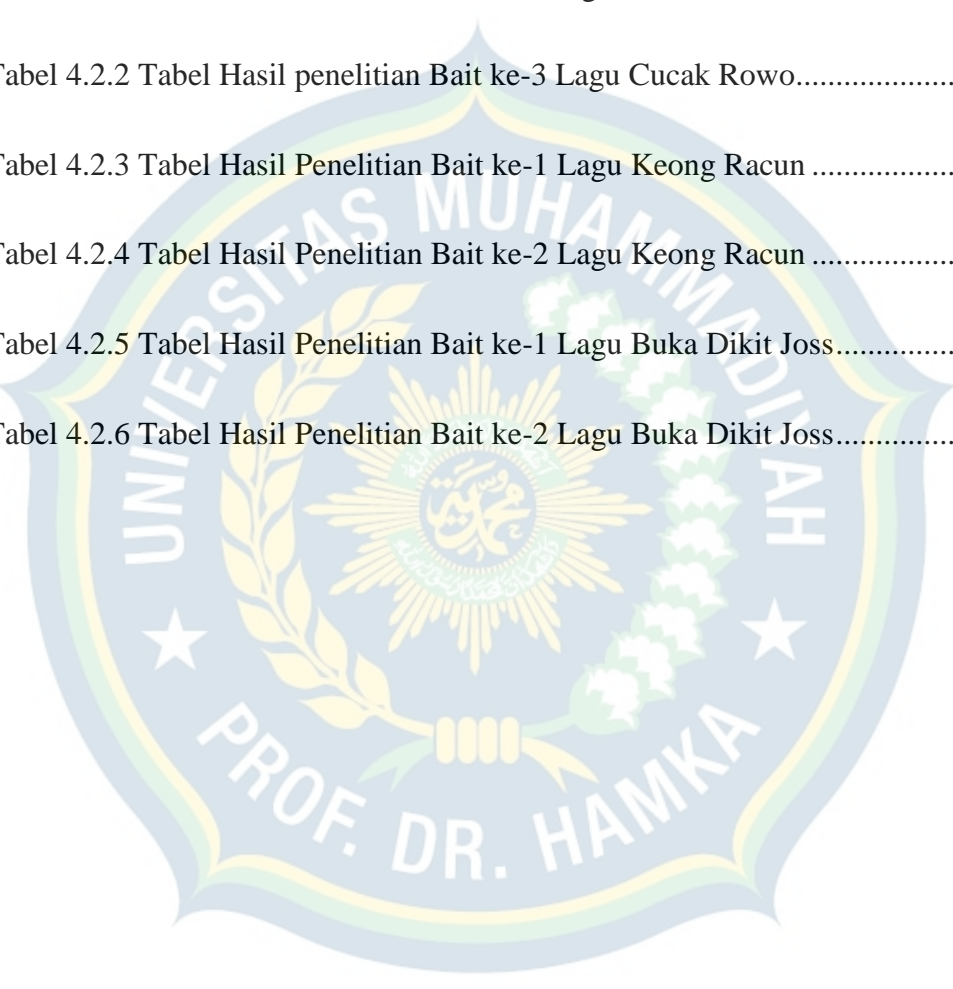 Tabel 4.2.2 Tabel Hasil penelitian Bait ke-3 Lagu Cucak Rowo....................
Tabel 4.2.3 Tabel Hasil Penelitian Bait ke-1 Lagu Keong Racun ..................
Tabel 4.2.4 Tabel Hasil Penelitian Bait ke-2 Lagu Keong Racun ..................
Tabel 4.2.5 Tabel Hasil Penelitian Bait ke-1 Lagu Buka Dikit Joss...............
Tabel 4.2.6 Tabel Hasil Penelitian Bait ke-2 Lagu Buka Dikit Joss...............
UNIVERSITAS MUHAMMADIYAH
PROF. DR. HAMKA